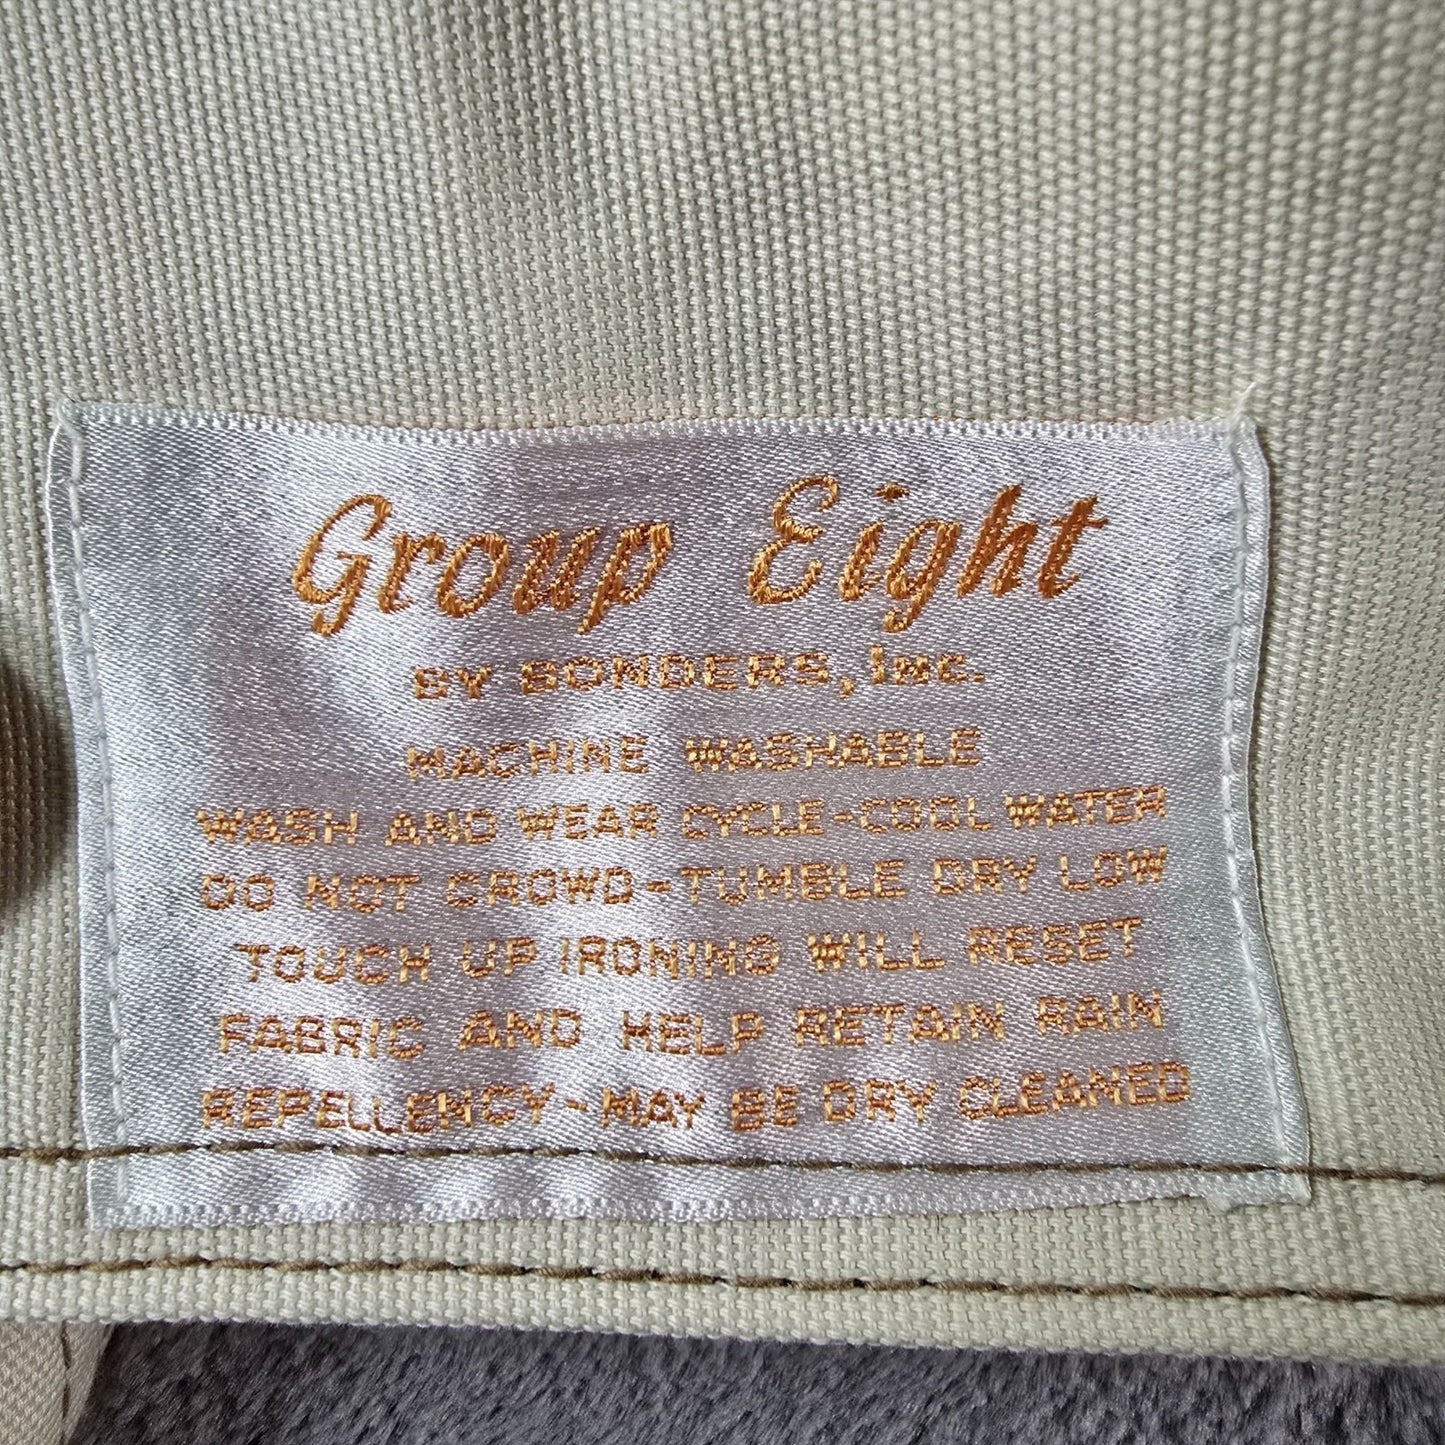 Group Eight
BY BONDERS, INC.
MACHINE WASHABLE
WASH AND WEAR CYCLE-COOL WATER
DO NOT CROWD-TUMBLE DRY LOW
TOUCH UP IRONING WILL RESET
FABRIC AND HELP RETAIN RAIN
REPELLENCY-MAY BE DRY CLEANED